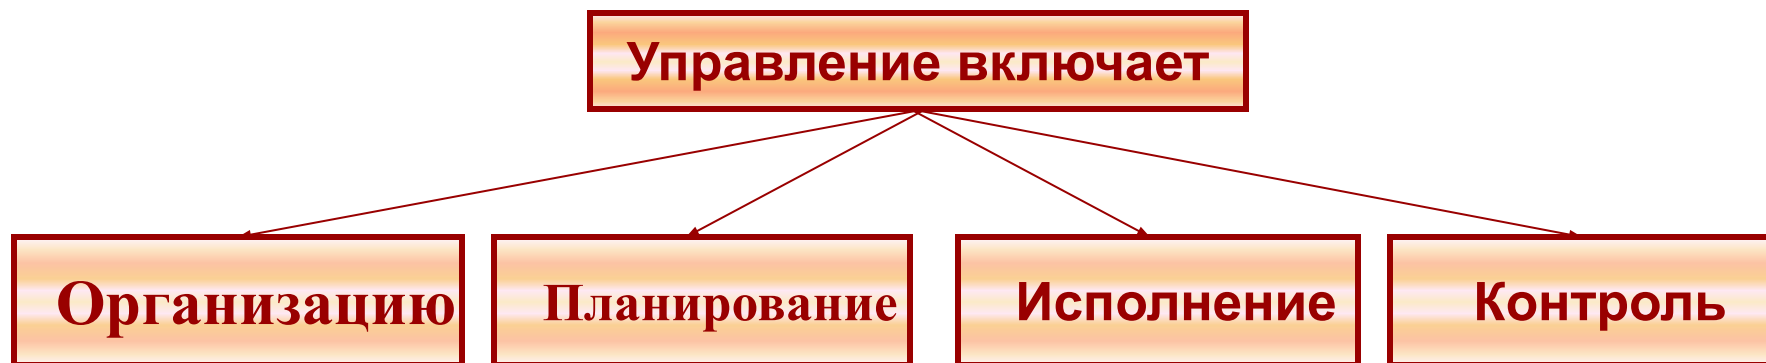 Управление включает
Организацию
Планирование
Исполнение
Контроль